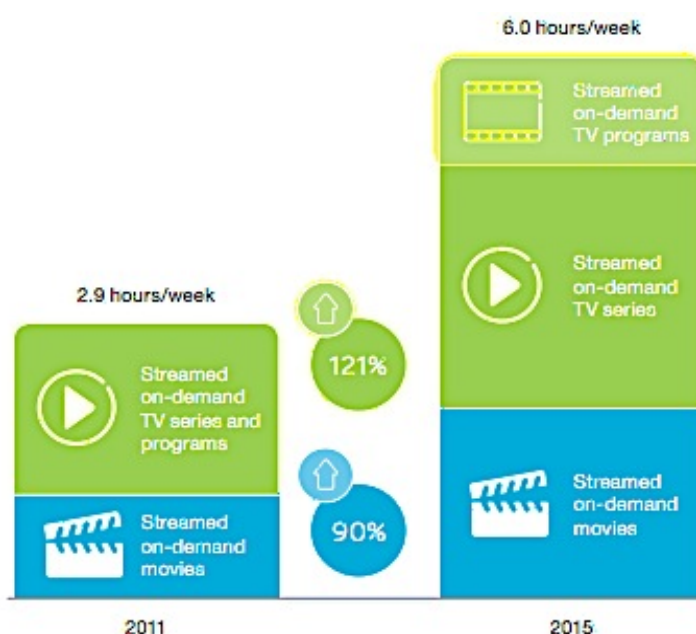 6.0 hours/week
Streamed
on-demand
TV programs
Streamed
on-demand
TV series
2.9 hours/week
121%
Streamed
on-demand
TV series and
programs
Streamed
on-demand
movies
90%
Streamed
on-demand
movies
2011
2015